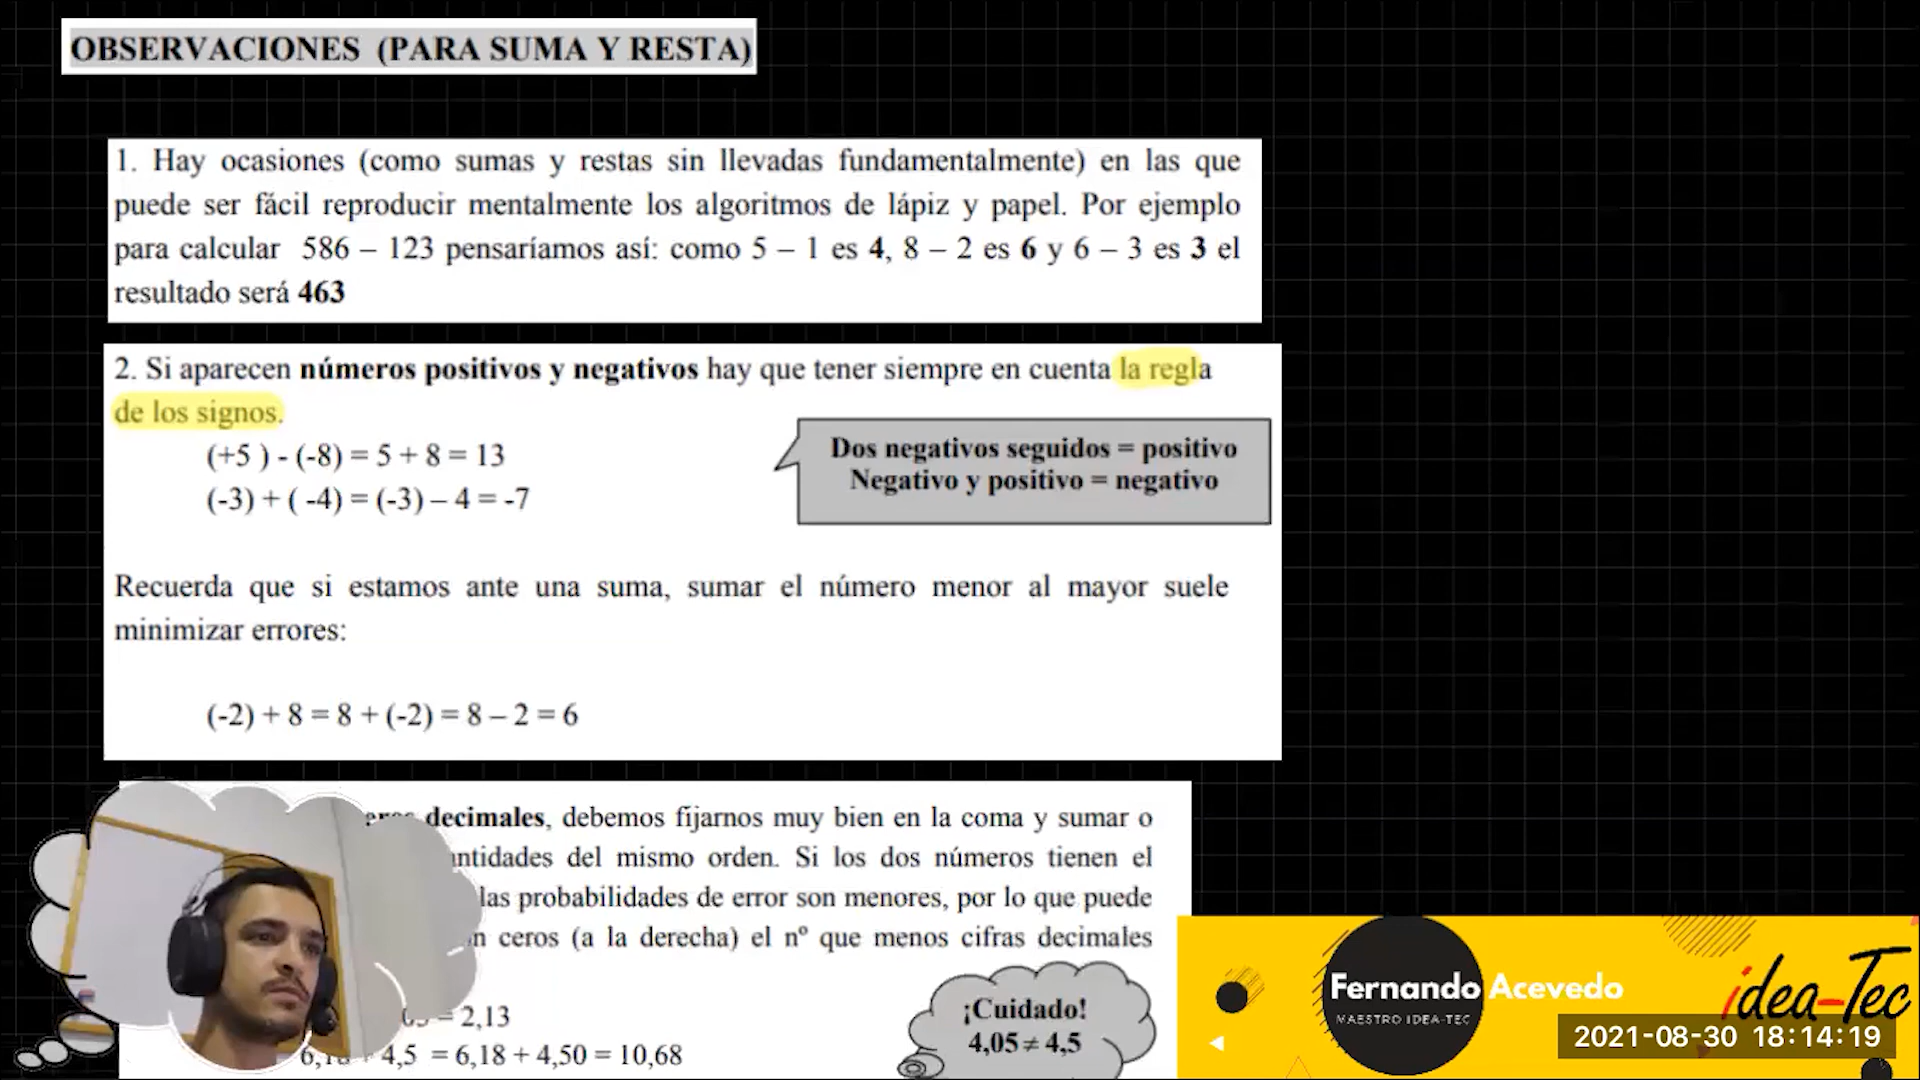 OBSERVACIONES (PARA SUMA Y RESTA)
1. Hay ocasiones (como sumas y restas sin llevadas fundamentalmente) en las que
puede ser fácil reproducir mentalmente los algoritmos de lápiz y papel. Por ejemplo
para calcular 586 – 123 pensaríamos así: como 5 – 1 es 4, 8 – 2 es 6 y 6 – 3 es 3 el
resultado será 463
2. Si aparecen números positivos y negativos hay que tener siempre en cuenta la regla
de los signos.
(+5 ) - (-8) = 5 + 8 = 13
(-3) + ( -4) = (-3) – 4 = -7
Dos negativos seguidos = positivo
Negativo y positivo = negativo
Recuerda que si estamos ante una suma, sumar el número menor al mayor suele
minimizar errores:
(-2) + 8 = 8 + (-2) = 8 – 2 = 6
decimales, debemos fijarnos muy bien en la coma y sumar o
del mismo orden. Si los dos números tienen el
las probabilidades de error son menores, por lo que puede
ceros (a la derecha) el nº que menos cifras decimales
= 2,13
4,5 = 6,18 + 4,50 = 10,68
¡Cuidado!
4,05 ≠ 4,5
Fernando Acevedo
MAESTRO IDEA-TEC
idea-Tec
2021-08-30 18:14:19